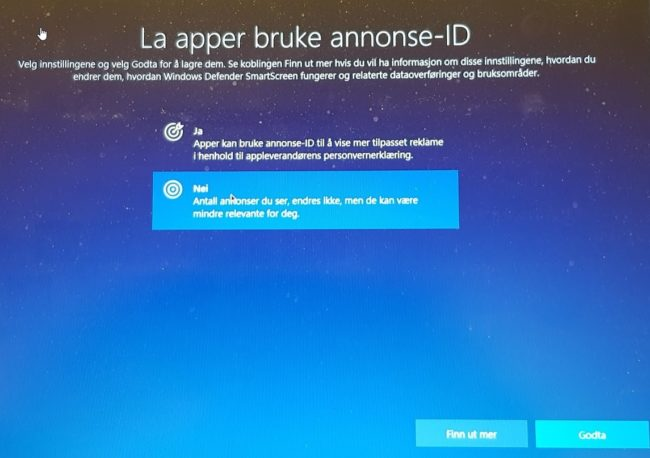 La apper bruke annonse-ID
Velg innstillingene og velg Godta for å lagre dem. Se koblingen Finn ut mer hvis du vil ha informasjon om disse innstillingene, hvordan du
endrer dem, hvordan Windows Defender SmartScreen fungerer og relaterte dataoverføringer og bruksområder.
Ja
Apper kan bruke annonse-ID til å vise mer tilpasset reklame
i henhold til appleverandørens personvernerklæring.
Nei
Antall annonser du ser, endres ikke, men de kan være
mindre relevante for deg.
Finn ut mer
Godta